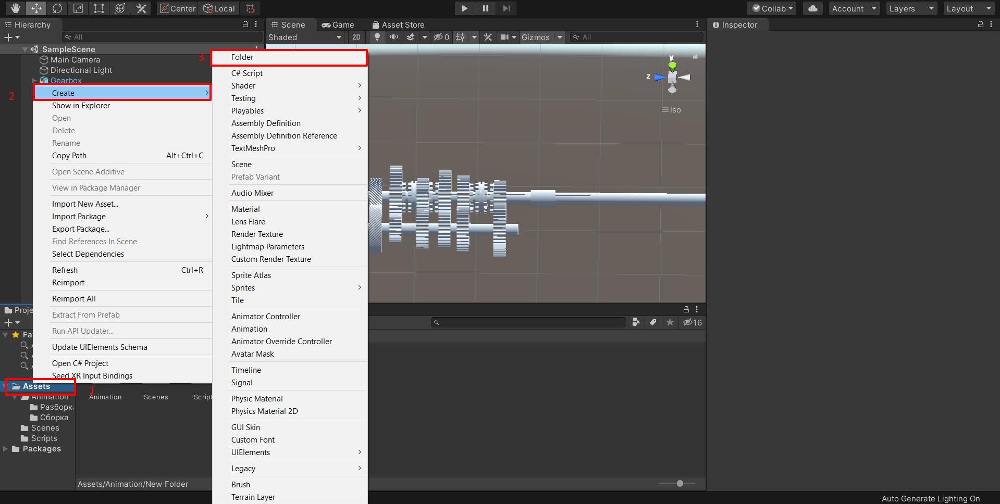 Center
Local
Collab
Account
Layers
Layout
Hierarchy
Scene
Game
Asset Store
Inspector
All
Shaded
2D
0
Gizmos
All
SampleScene
Main Camera
Directional Light
Gearbox
y
z
Iso
2
Create
Show in Explorer
Open
Delete
Rename
Copy Path Alt+Ctrl+C
Open Scene Additive
View in Package Manager
Import New Asset...
Import Package
Export Package...
Find References In Scene
Select Dependencies
Refresh Ctrl+R
Reimport
Reimport All
Extract From Prefab
Run API Updater...
Update UIElements Schema
Open C# Project
Seed XR Input Bindings
3
Folder
C# Script
Shader
Testing
Playables
Assembly Definition
Assembly Definition Reference
TextMeshPro
Scene
Prefab Variant
Audio Mixer
Material
Lens Flare
Render Texture
Lightmap Parameters
Custom Render Texture
Sprite Atlas
Sprites
Tile
Animator Controller
Animation
Animator Override Controller
Avatar Mask
Timeline
Signal
Physic Material
Physics Material 2D
GUI Skin
Custom Font
UIElements
Legacy
Brush
Terrain Layer
Proje
16
Fa
Assets
1
Animation
Разборк
Сборка
Scenes
Scripts
Packages
Animation
Scenes
Script
Assets/Animation/New Folder
Auto Generate Lighting On